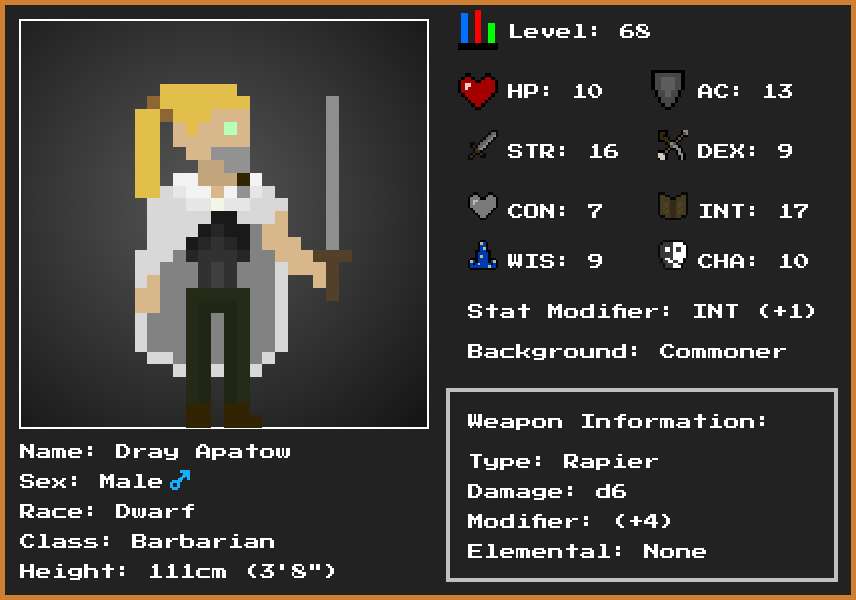 Level: 68
HP: 10 AC: 13
STR: 16 DEX: 9
CON: 7 INT: 17
WIS: 9 CHA: 10
Stat Modifier: INT (+1)
Background: Commoner
Weapon Information:
Type: Rapier
Damage: d6
Modifier: (+4)
Elemental: None
Name: Dray Apatow
Sex: Male ♂
Race: Dwarf
Class: Barbarian
Height: 111cm (3'8")